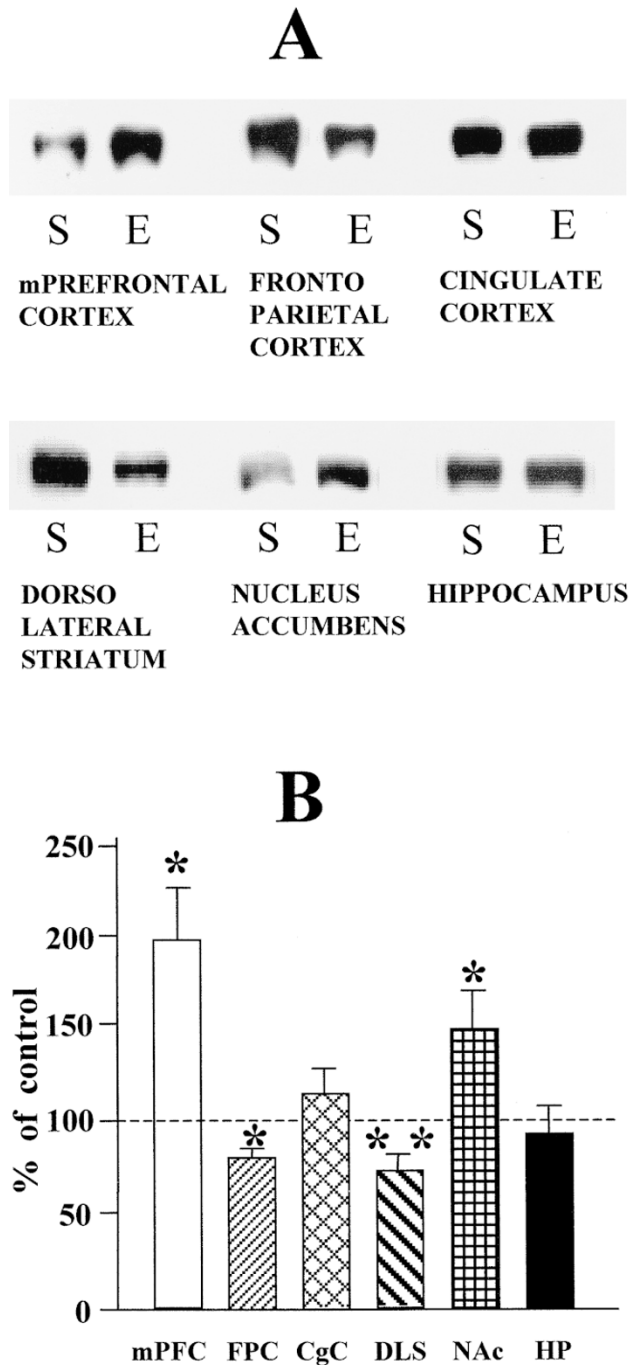 A
S E S E S E
mPREFRONTAL CORTEX
FRONTO PARIETAL CORTEX
CINGULATE CORTEX
S E S E S E
DORSO LATERAL STRIATUM
NUCLEUS ACCUMBENS
HIPPOCAMPUS
B
% of control
250
200
150
100
50
0
*
*
* *
*
mPFC FPC CgC DLS NAc HP